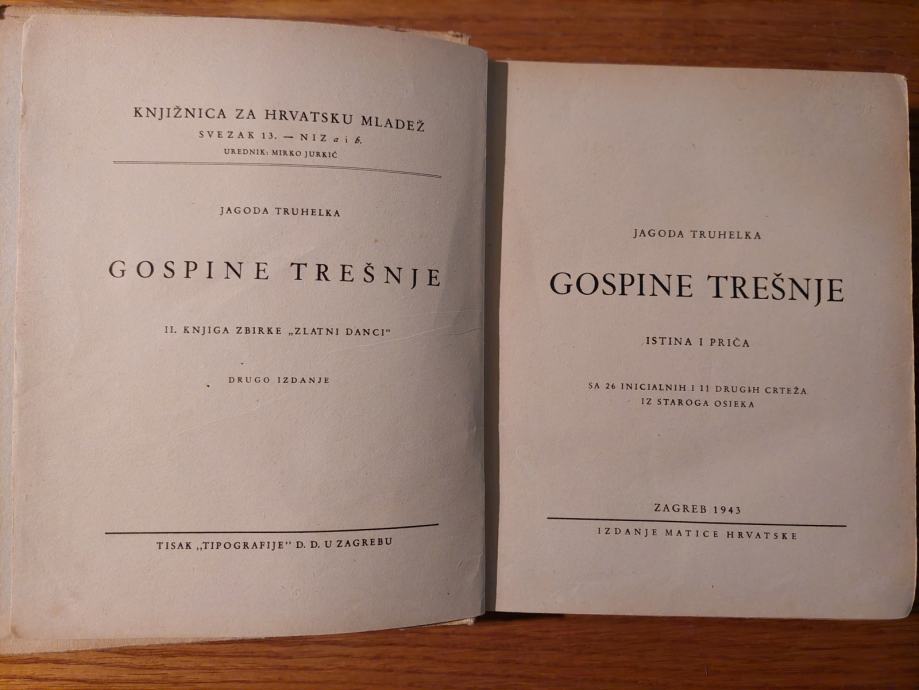 KNJIŽNICA ZA HRVATSKU MLADEŽ
SVEZAK 13. — NIZ a i b.
UREDNIK: MIRKO JURKIĆ
JAGODA TRUHELKA
GOSPINE TREŠNJE
II. KNJIGA ZBIRKE „ZLATNI DANCI"
DRUGO IZDANJE
TISAK „TIPOGRAFIJE" D. D. U ZAGREBU
JAGODA TRUHELKA
GOSPINE TREŠNJE
ISTINA I PRIČA
SA 26 INICIALNIH I 11 DRUGIH CRTEŽA
IZ STAROGA OSIEKA
ZAGREB 1943
IZDANJE MATICE HRVATSKE